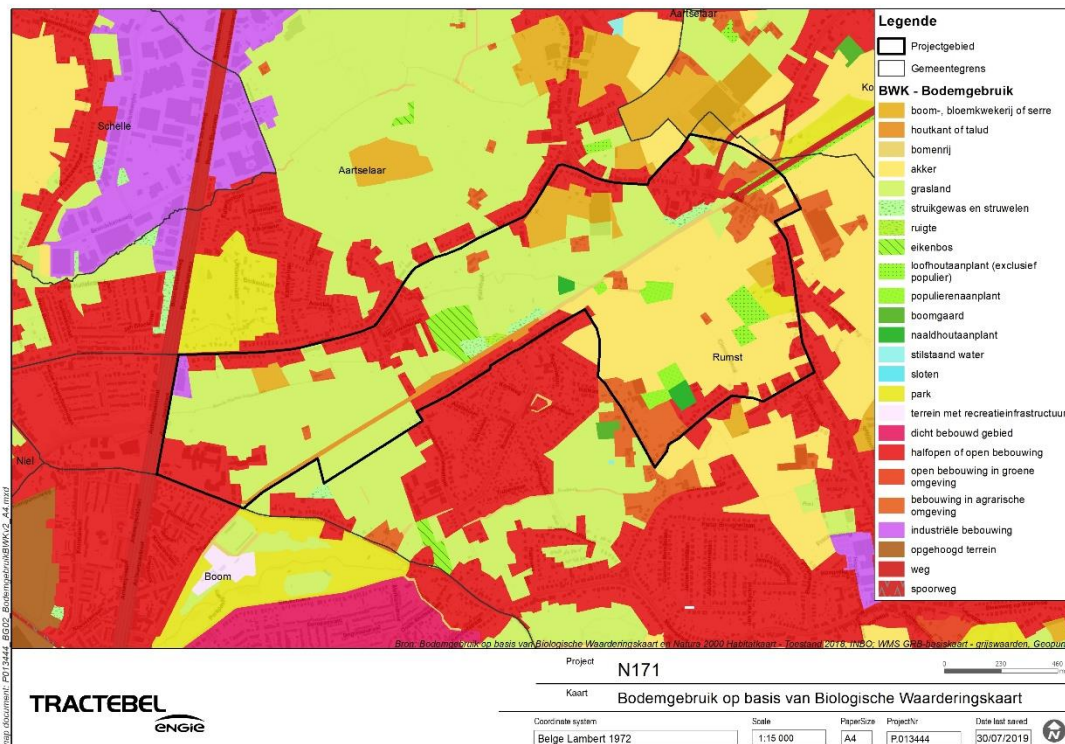 Legende
Projectgebied
Gemeentegrens
BWK - Bodemgebruik
boom-, bloemkwekerij of serre
houtkant of talud
bomenrij
akker
grasland
struikgewas en struwelen
ruigte
eikenbos
loofhoutaanplant (exclusief
populier)
populierenaanplant
boomgaard
naaldhoutaanplant
stilstaand water
sloten
park
terrein met recreatieinfrastructuur
dicht bebouwd gebied
halfopen of open bebouwing
open bebouwing in groene
omgeving
bebouwing in agrarische
omgeving
industriële bebouwing
opgehoogd terrein
weg
spoorweg
Aartselaar
Schelle
Ko
Aartselaar
Rumst
Niel
Boom
Bron: Bodemgebruik op basis van Biologische Waarderingskaart en Natura 2000 Habitatkaart - Toestand 2018, INBO; WMS GRB-basiskaart - grijswaarden, Geopun
map document: P013444_BG02_BodemgebruikBWKv2_A4.mxd
TRACTEBEL
ENGIE
Project
N171
0 230 460
Kaart
Bodemgebruik op basis van Biologische Waarderingskaart
Coordinate system
Scale
PaperSize
ProjectNr
Date last saved
Belge Lambert 1972
1:15 000
A4
P.013444
30/07/2019
N